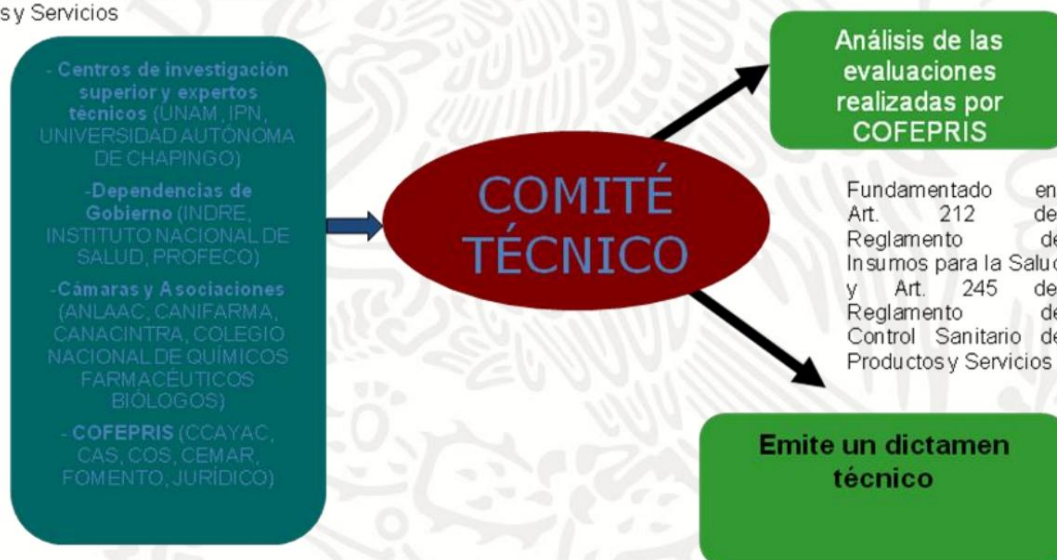 s y Servicios
- Centros de investigación
superior y expertos
técnicos (UNAM, IPN,
UNIVERSIDAD AUTÓNOMA
DE CHAPINGO)
-Dependencias de
Gobierno (INDRE,
INSTITUTO NACIONAL DE
SALUD, PROFECO)
-Cámaras y Asociaciones
(ANLAAC, CANIFARMA,
CANACINTRA, COLEGIO
NACIONAL DE QUÍMICOS
FARMACÉUTICOS
BIÓLOGOS)
- COFEPRIS (CCAYAC,
CAS, COS, CEMAR,
FOMENTO, JURÍDICO)
COMITÉ
TÉCNICO
Análisis de las
evaluaciones
realizadas por
COFEPRIS
Fundamentado en
Art. 212 de
Reglamento de
Insumos para la Salud
y Art. 245 de
Reglamento de
Control Sanitario de
Productos y Servicios
Emite un dictamen
técnico